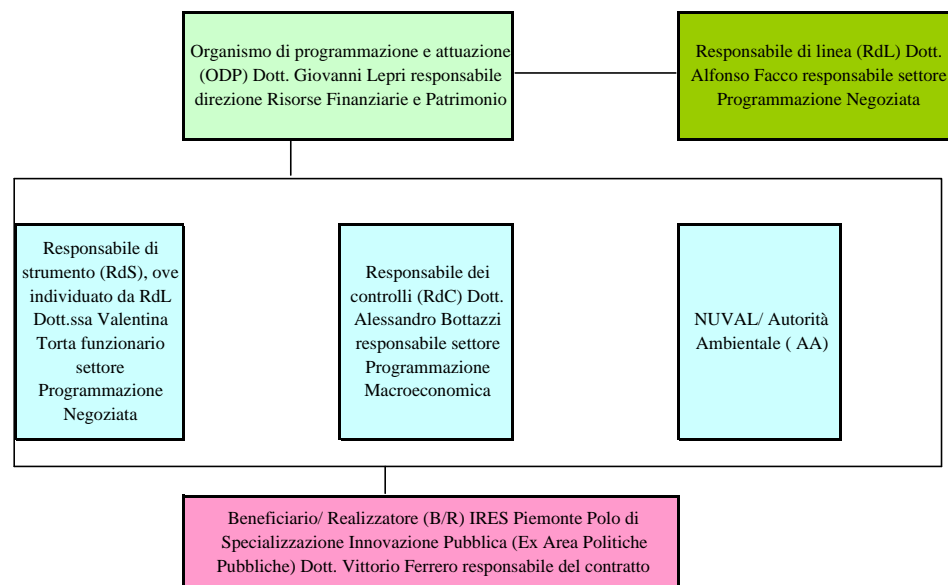 Organismo di programmazione e attuazione
(ODP) Dott. Giovanni Lepri responsabile
direzione Risorse Finanziarie e Patrimonio
Responsabile di linea (RdL) Dott.
Alfonso Facco responsabile settore
Programmazione Negoziata
Responsabile di
strumento (RdS), ove
individuato da RdL
Dott.ssa Valentina
Torta funzionario
settore
Programmazione
Negoziata
Responsabile dei
controlli (RdC) Dott.
Alessandro Bottazzi
responsabile settore
Programmazione
Macroeconomica
NUVAL/ Autorità
Ambientale ( AA)
Beneficiario/ Realizzatore (B/R) IRES Piemonte Polo di
Specializzazione Innovazione Pubblica (Ex Area Politiche
Pubbliche) Dott. Vittorio Ferrero responsabile del contratto